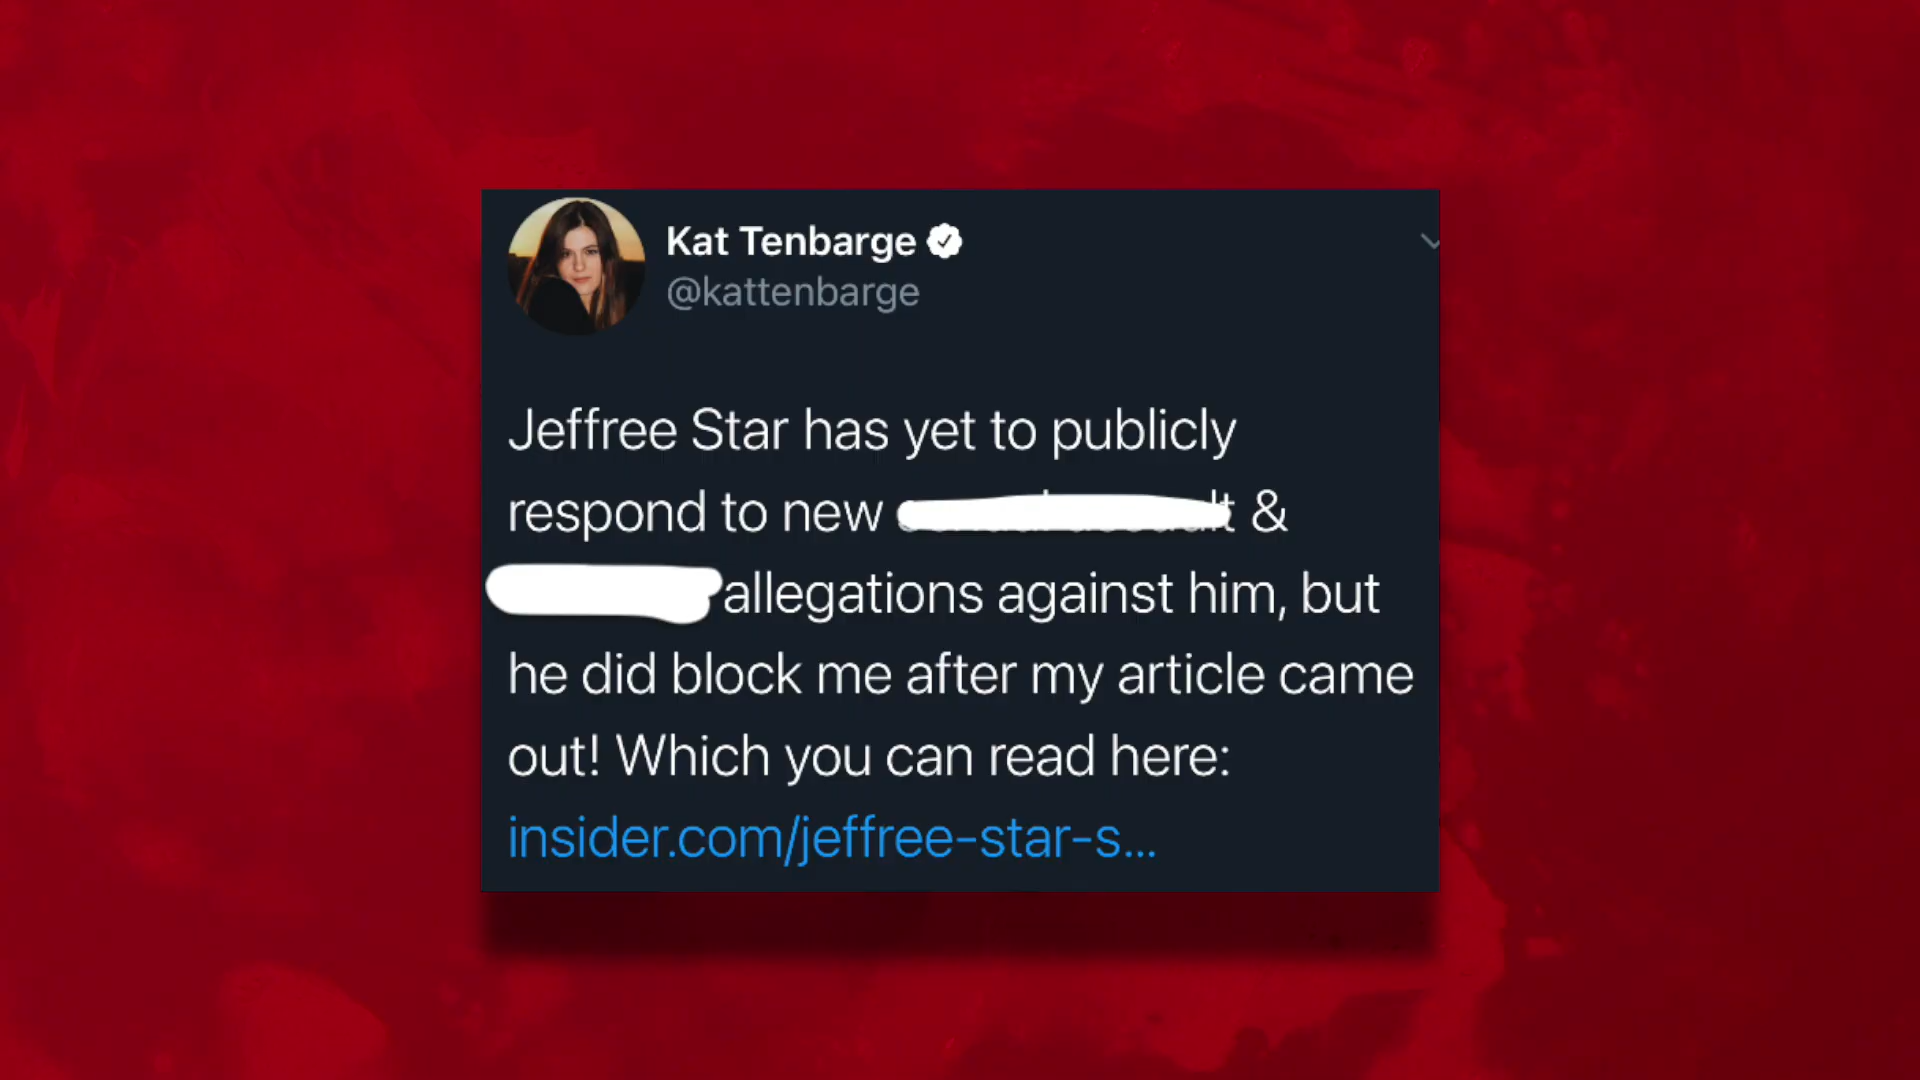 Kat Tenbarge
@kattenbarge
Jeffree Star has yet to publicly
respond to new &
allegations against him, but
he did block me after my article came
out! Which you can read here:
insider.com/jeffree-star-s...